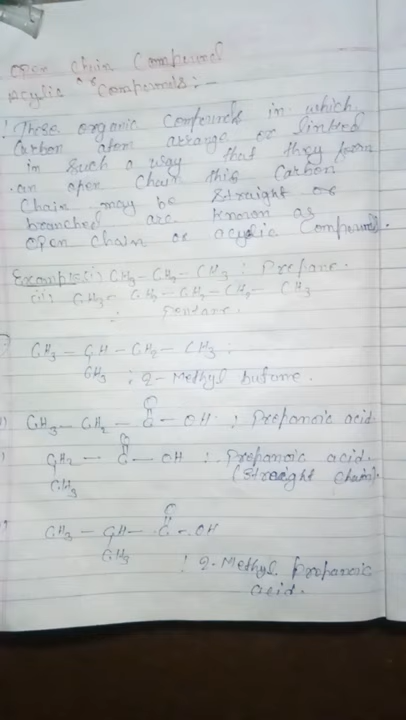 Open Chain Compound
Acylic Compounds :-
! Those organic Compounds in which
Carbon atom arrange or linked
in such a way that they form
an open chain this Carbon
Chain may be straight or
branched are known as
open chain or acyclic Compound.
Examples (i) CH3 - CH2 - CH3 : Propane.
(ii) CH3 - CH2 - CH2 - CH2 - CH3
: Pentane.
CH3 - CH - CH2 - CH3 :
CH3 : 2-Methyl butane.
O
CH3 - CH2 - C - OH : Propanoic acid.
O
CH2 - C - OH : Propanoic acid.
CH3 (straight chain).
O
CH3 - CH - C - OH
CH3 : 2-Methyl Propanoic
acid.